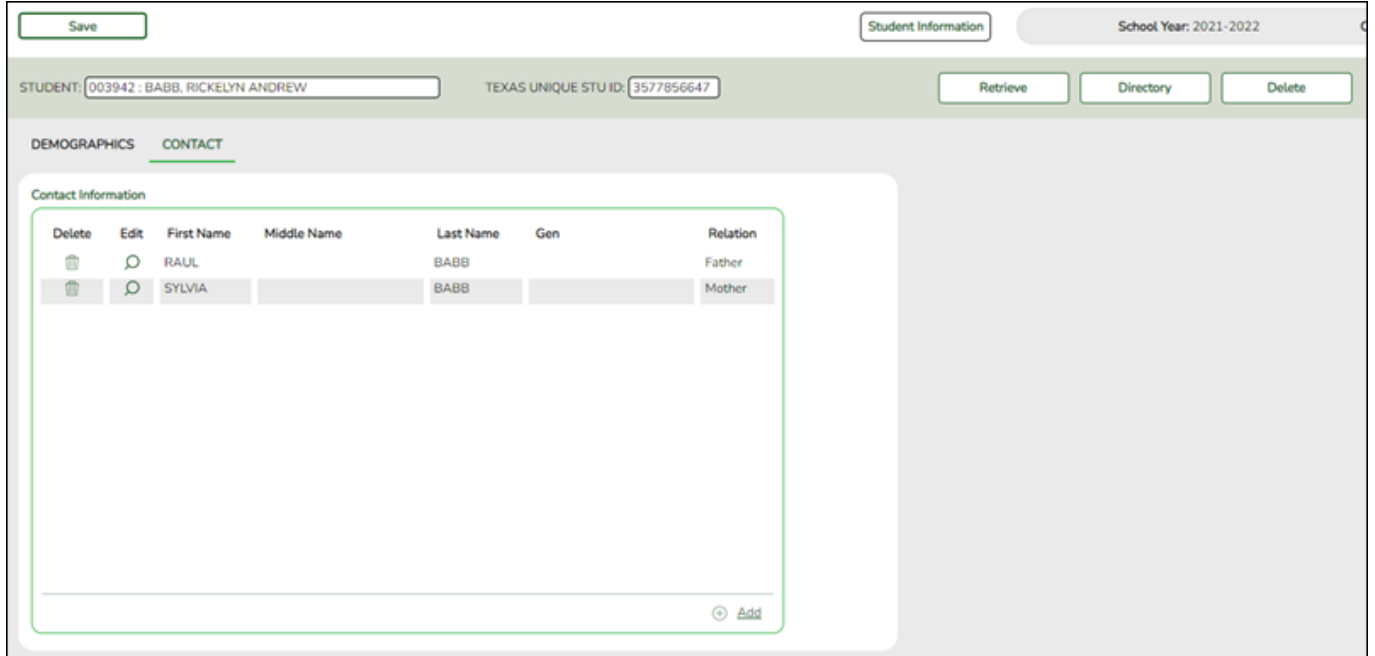 Save Student Information School Year: 2021-2022 C
STUDENT: 003942 : BABB, RICKELYN ANDREW TEXAS UNIQUE STU ID: 3577856647 Retrieve Directory Delete
DEMOGRAPHICS CONTACT
Contact Information
Delete Edit First Name Middle Name Last Name Gen Relation
RAUL BABB Father
SYLVIA BABB Mother
Add